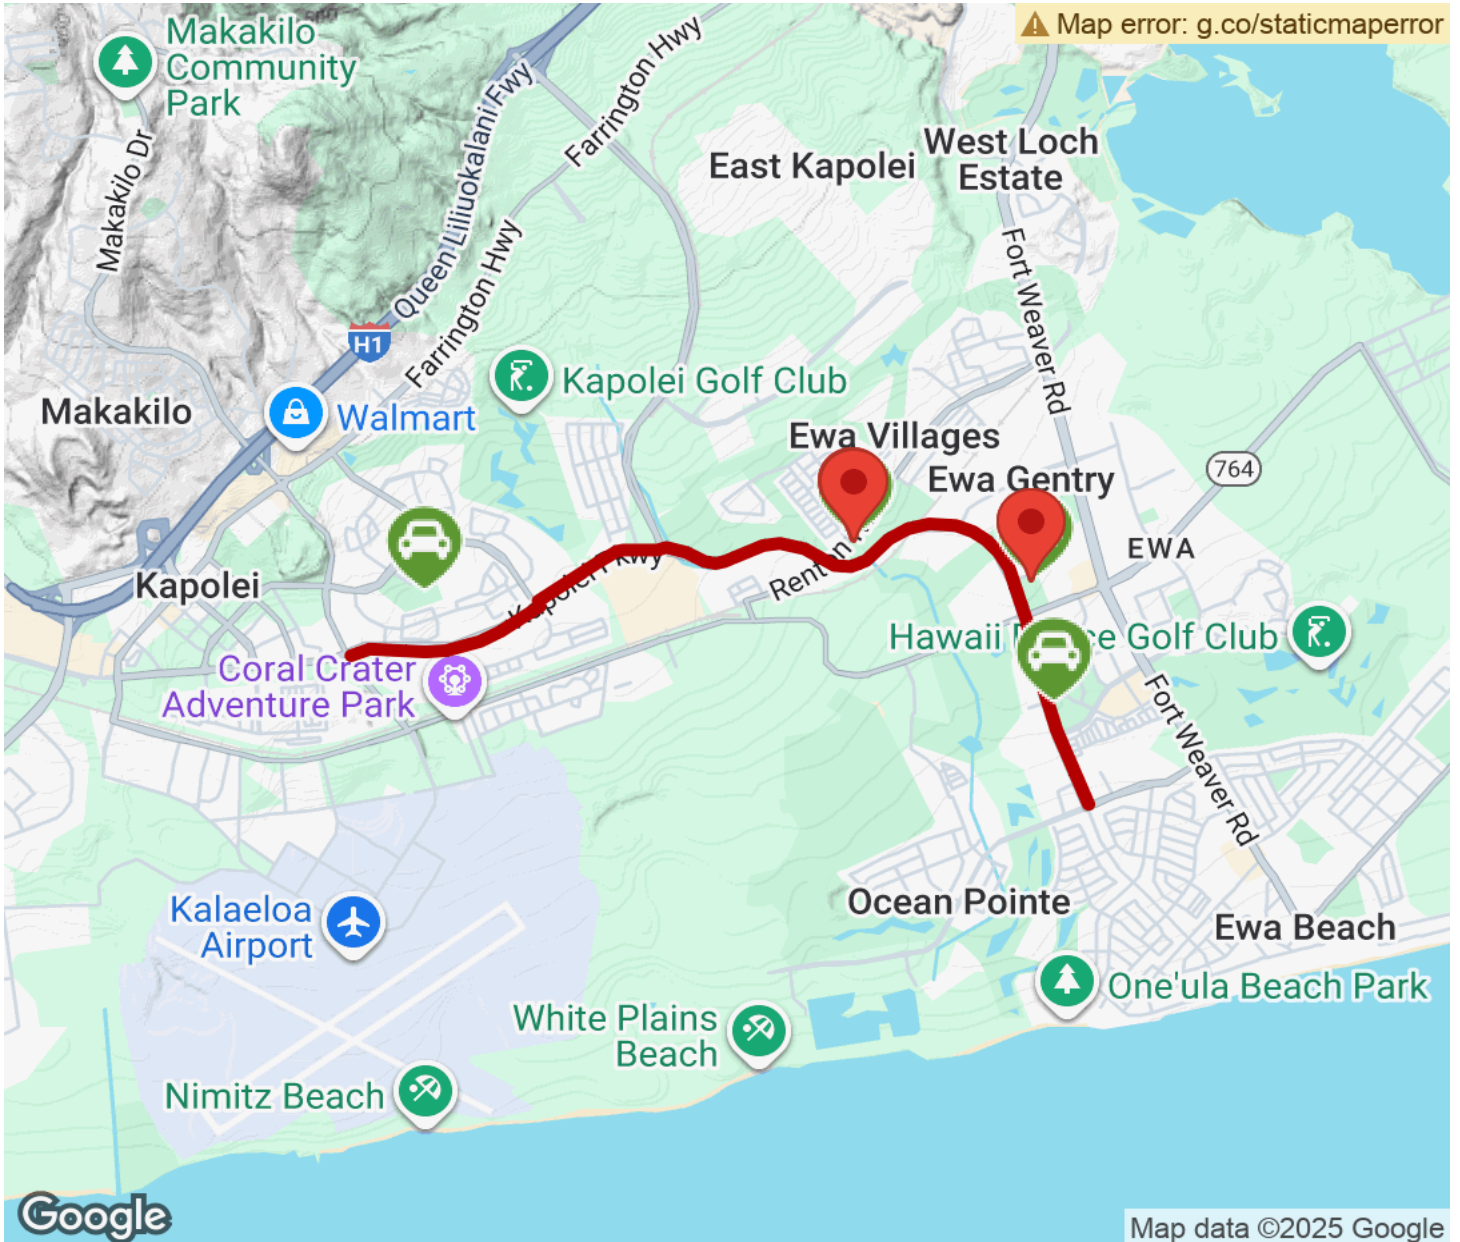 Map error: g.co/staticmaperror
Makakilo
Community
Park
Farrington Hwy
Queen Liliuokalani Fwy
Makakilo Dr
East Kapolei
West Loch
Estate
Fort Weaver Rd
Farrington Hwy
H1
Kapolei Golf Club
Makakilo
Walmart
Ewa Villages
Ewa Gentry
764
EWA
Kapolei
Kapolei Pkwy
Hawaii
ce Golf Club
Coral Crater
Adventure Park
Fort Weaver Rd
Kalaeloa
Airport
Ocean Pointe
Ewa Beach
One'ula Beach Park
White Plains
Beach
Nimitz Beach
Google
Map data ©2025 Google